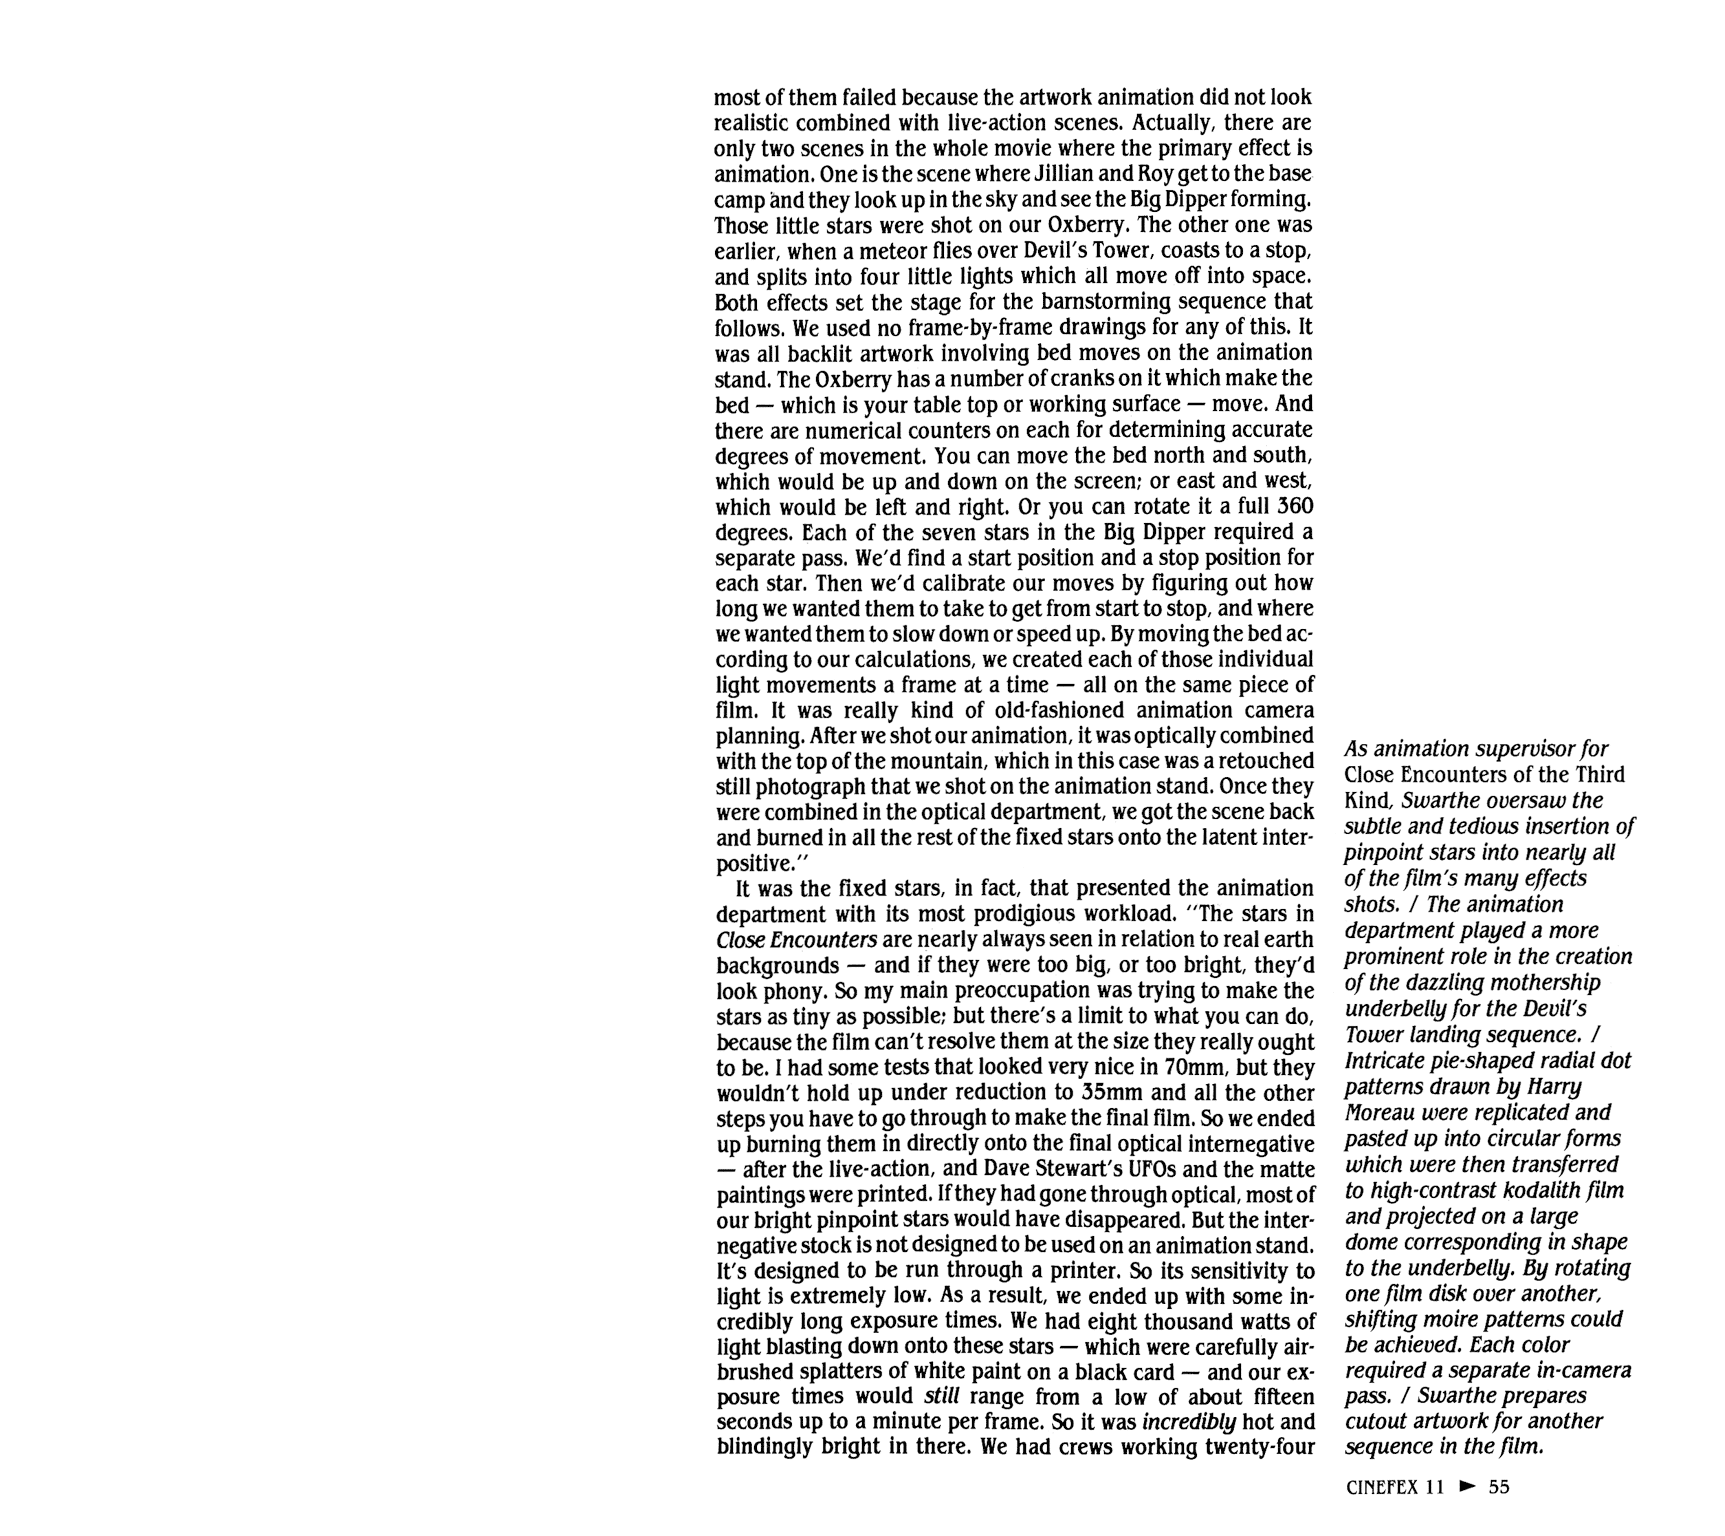 most of them failed because the artwork animation did not look
realistic combined with live-action scenes. Actually, there are
only two scenes in the whole movie where the primary effect is
animation. One is the scene where Jillian and Roy get to the base
camp and they look up in the sky and see the Big Dipper forming.
Those little stars were shot on our Oxberry. The other one was
earlier, when a meteor flies over Devil's Tower, coasts to a stop,
and splits into four little lights which all move off into space.
Both effects set the stage for the barnstorming sequence that
follows. We used no frame-by-frame drawings for any of this. It
was all backlit artwork involving bed moves on the animation
stand. The Oxberry has a number of cranks on it which make the
bed — which is your table top or working surface — move. And
there are numerical counters on each for determining accurate
degrees of movement. You can move the bed north and south,
which would be up and down on the screen; or east and west,
which would be left and right. Or you can rotate it a full 360
degrees. Each of the seven stars in the Big Dipper required a
separate pass. We'd find a start position and a stop position for
each star. Then we'd calibrate our moves by figuring out how
long we wanted them to take to get from start to stop, and where
we wanted them to slow down or speed up. By moving the bed ac-
cording to our calculations, we created each of those individual
light movements a frame at a time — all on the same piece of
film. It was really kind of old-fashioned animation camera
planning. After we shot our animation, it was optically combined
with the top of the mountain, which in this case was a retouched
still photograph that we shot on the animation stand. Once they
were combined in the optical department, we got the scene back
and burned in all the rest of the fixed stars onto the latent inter-
positive.''
It was the fixed stars, in fact, that presented the animation
department with its most prodigious workload. ''The stars in
Close Encounters are nearly always seen in relation to real earth
backgrounds — and if they were too big, or too bright, they'd
look phony. So my main preoccupation was trying to make the
stars as tiny as possible; but there's a limit to what you can do,
because the film can't resolve them at the size they really ought
to be. I had some tests that looked very nice in 70mm, but they
wouldn't hold up under reduction to 35mm and all the other
steps you have to go through to make the final film. So we ended
up burning them in directly onto the final optical internegative
— after the live-action, and Dave Stewart's UFOs and the matte
paintings were printed. If they had gone through optical, most of
our bright pinpoint stars would have disappeared. But the inter-
negative stock is not designed to be used on an animation stand.
It's designed to be run through a printer. So its sensitivity to
light is extremely low. As a result, we ended up with some in-
credibly long exposure times. We had eight thousand watts of
light blasting down onto these stars — which were carefully air-
brushed splatters of white paint on a black card — and our ex-
posure times would still range from a low of about fifteen
seconds up to a minute per frame. So it was incredibly hot and
blindingly bright in there. We had crews working twenty-four
As animation supervisor for
Close Encounters of the Third
Kind, Swarthe oversaw the
subtle and tedious insertion of
pinpoint stars into nearly all
of the film's many effects
shots. / The animation
department played a more
prominent role in the creation
of the dazzling mothership
underbelly for the Devil's
Tower landing sequence. /
Intricate pie-shaped radial dot
patterns drawn by Harry
Moreau were replicated and
pasted up into circular forms
which were then transferred
to high-contrast kodalith film
and projected on a large
dome corresponding in shape
to the underbelly. By rotating
one film disk over another,
shifting moire patterns could
be achieved. Each color
required a separate in-camera
pass. / Swarthe prepares
cutout artwork for another
sequence in the film.
CINEFEX 11 ► 55